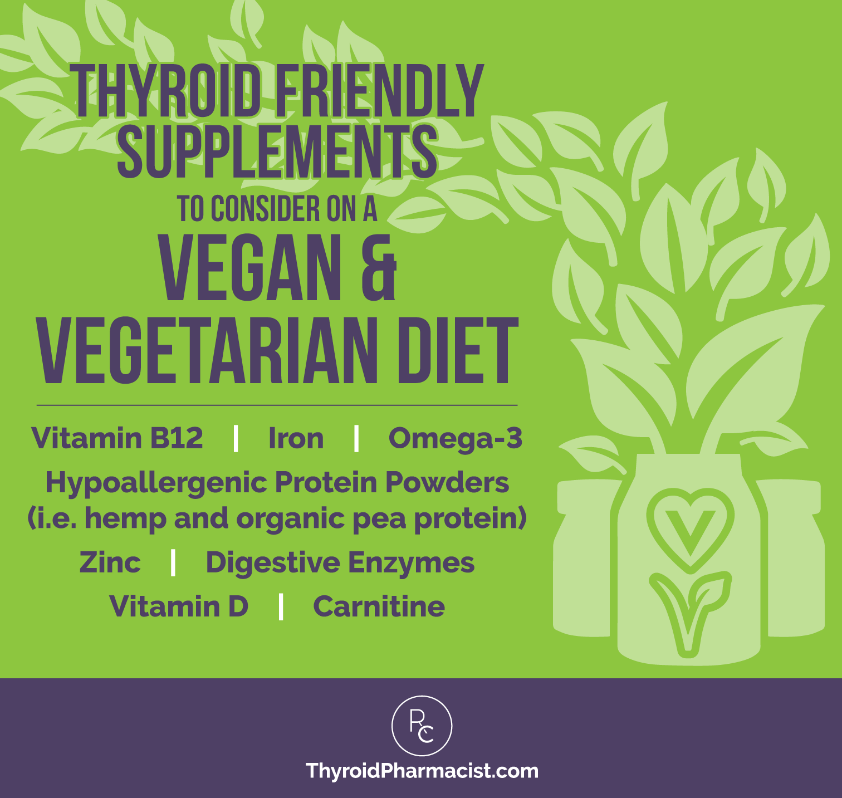 THYROID FRIENDLY
SUPPLEMENTS
TO CONSIDER ON A
VEGAN &
VEGETARIAN DIET
Vitamin B12 | Iron | Omega-3
Hypoallergenic Protein Powders
(i.e. hemp and organic pea protein)
Zinc | Digestive Enzymes
Vitamin D | Carnitine
V
RC
ThyroidPharmacist.com